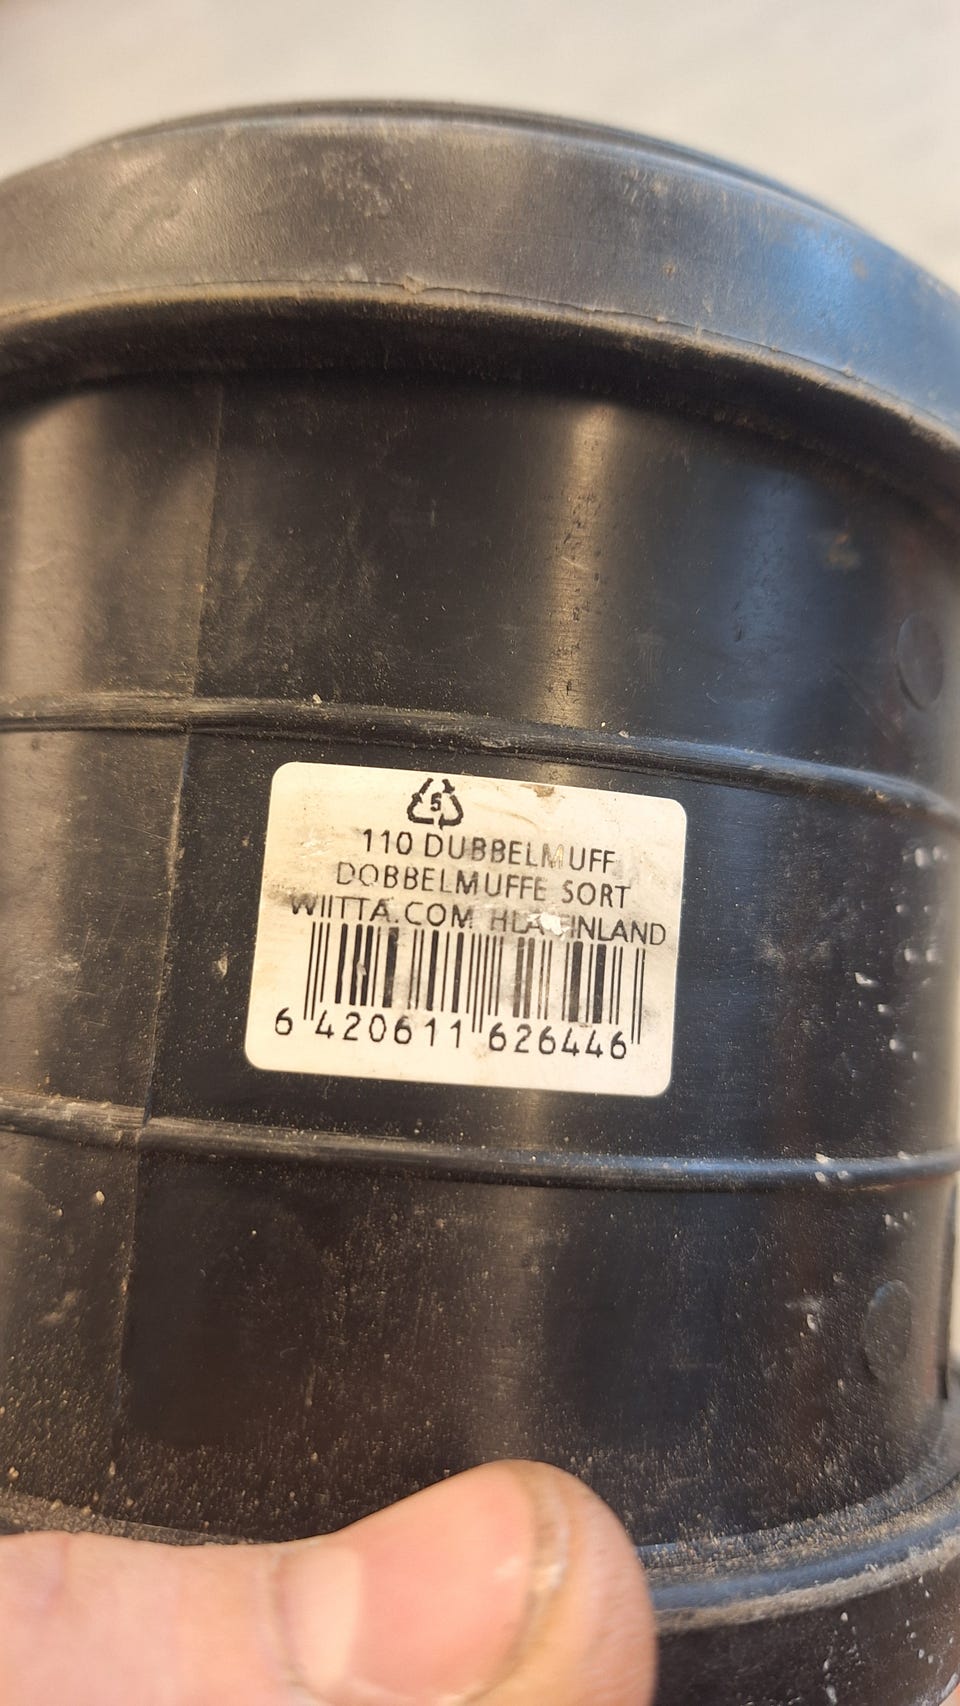 5
110 DUBBELMUFF
DOBBELMUFFE SORT
WIITTA.COM FINLAND
6 420611 626446